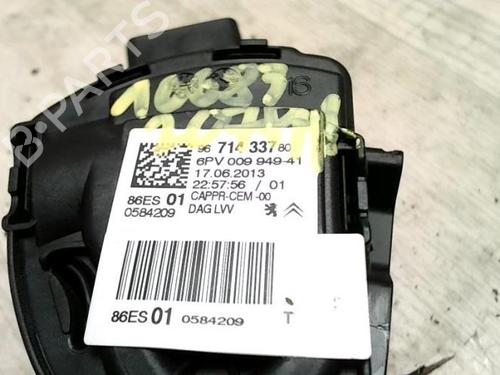 B-PARTS
16
96 714 337 80
6PV 009 949-41
17.06.2013
22:57:56 / 01
86ES 01 CAPPR-CEM-00
0584209 DAG LVV
86ES 01 0584209 T